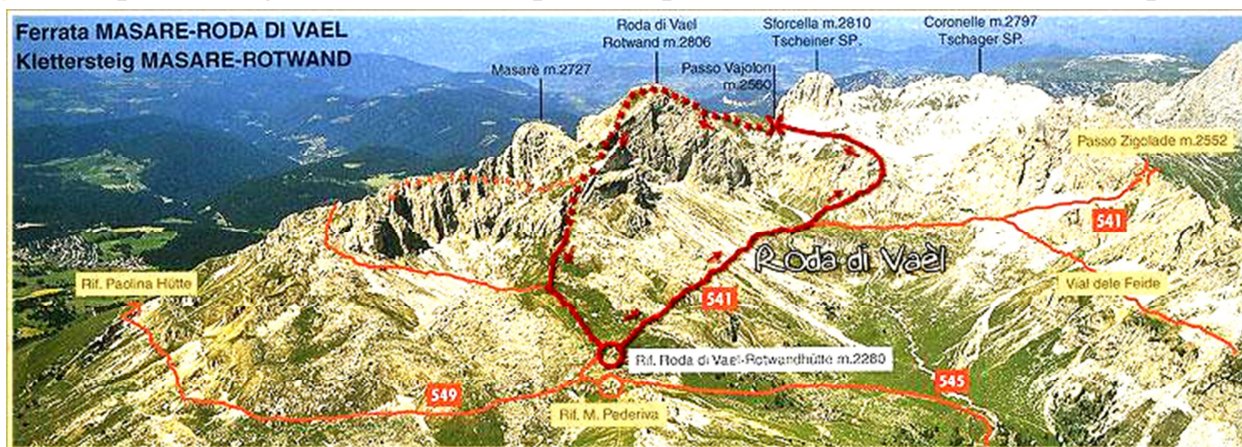 Ferrata MASARE-RODA DI VAEL
Klettersteig MASARE-ROTWAND
Roda di Vael
Rotwand m.2806
Sforcella m.2810
Tscheiner SP.
Coronelle m.2797
Tschager SP.
Masarè m.2727
Passo Vajolon
m.2560
Passo Zigolade m.2552
541
Roda di Vaèl
Rif. Paolina Hütte
541
Vial dele Feide
Rif. Roda di Vael-Rotwandhütte m.2280
549
545
Rif. M. Pederiva